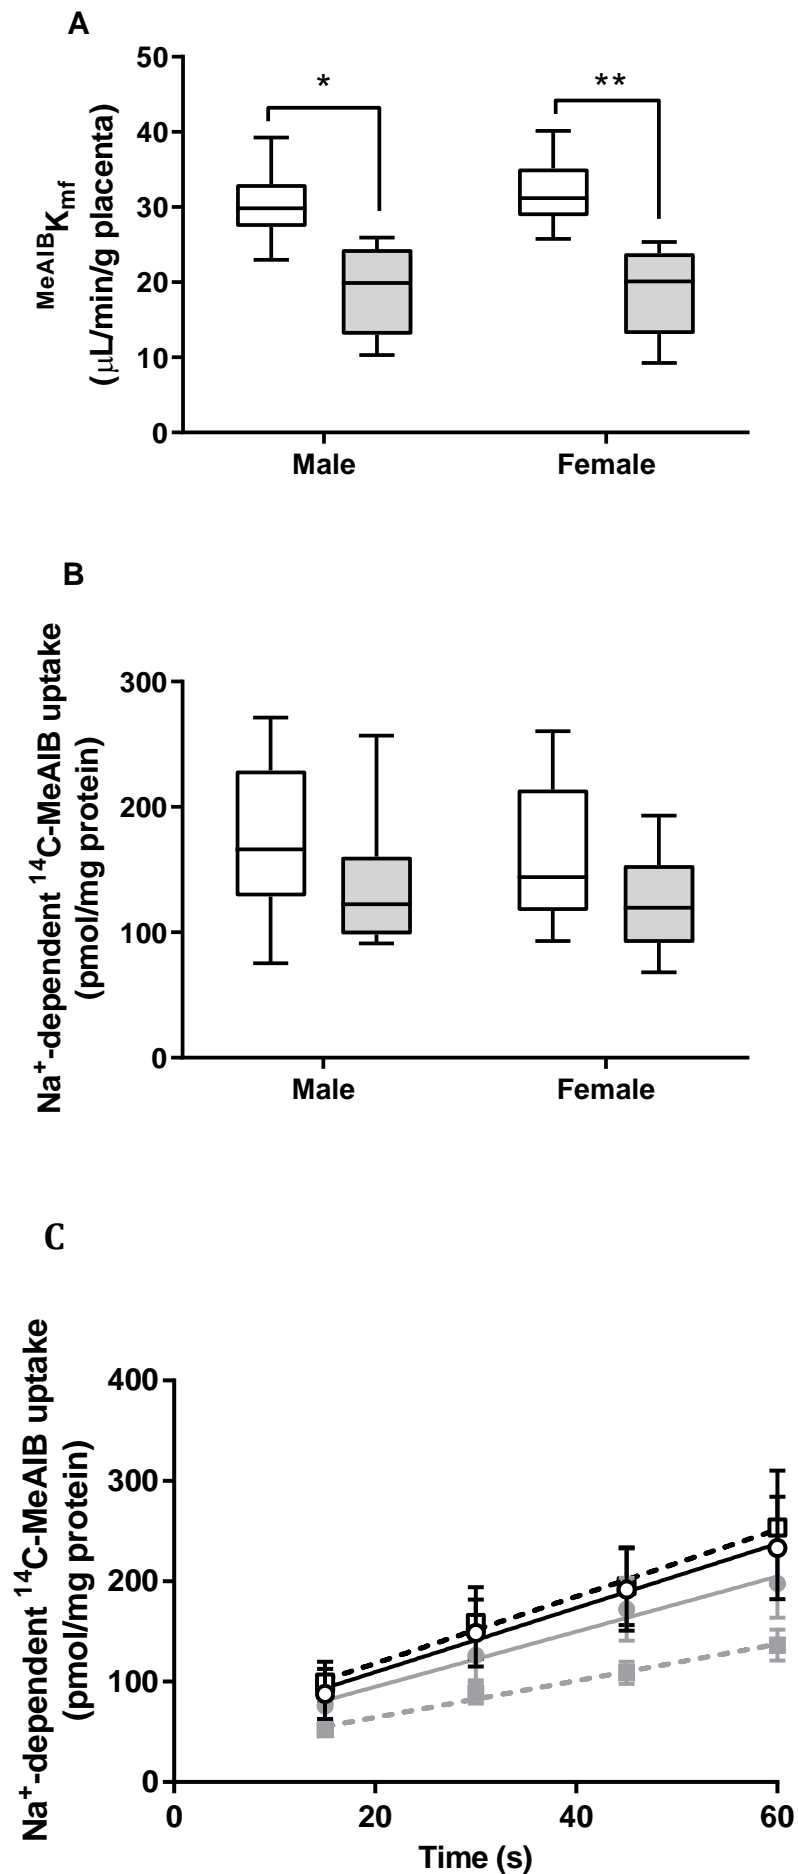 A
50
40
30
20
10
0
MeAIBKmf
(μL/min/g placenta)
*
**
Male Female
B
300
200
100
0
Na+-dependent 14C-MeAIB uptake
(pmol/mg protein)
Male Female
C
400
300
200
100
0
Na+-dependent 14C-MeAIB uptake
(pmol/mg protein)
0 20 40 60
Time (s)